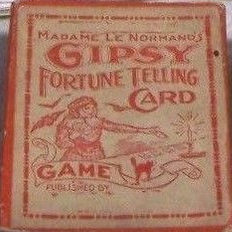 MADAME LE NORMAND'S
GIPSY
FORTUNE TELLING
CARD
GAME
PUBLISHED BY